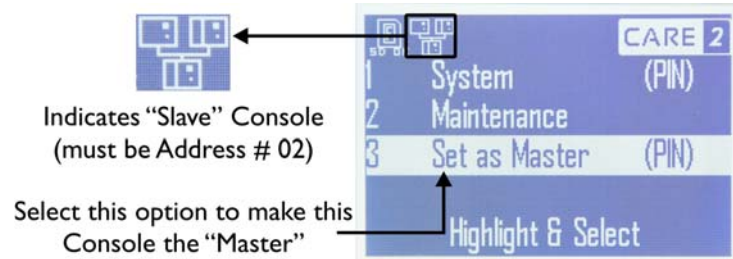 CARE 2
1 System (PIN)
2 Maintenance
3 Set as Master (PIN)
Highlight & Select
Indicates “Slave” Console
(must be Address # 02)
Select this option to make this
Console the “Master”